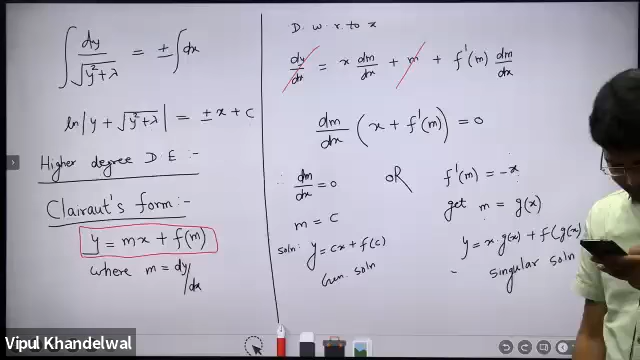 ∫ dy/√(y²+λ) = ± ∫ dx
ln|y + √(y²+λ)| = ± x + C
Higher degree D E :-
Clairaut's form :-
y = mx + f(m)
where m = dy/dx
D. w. r. to x
dy/dx = x dm/dx + m + f'(m) dm/dx
dm/dx (x + f'(m)) = 0
dm/dx = 0 OR f'(m) = -x
m = C
get m = g(x)
soln: y = cx + f(c)
Gen. soln
y = x. g(x) + f(g(x)
singular soln
Vipul Khandelwal